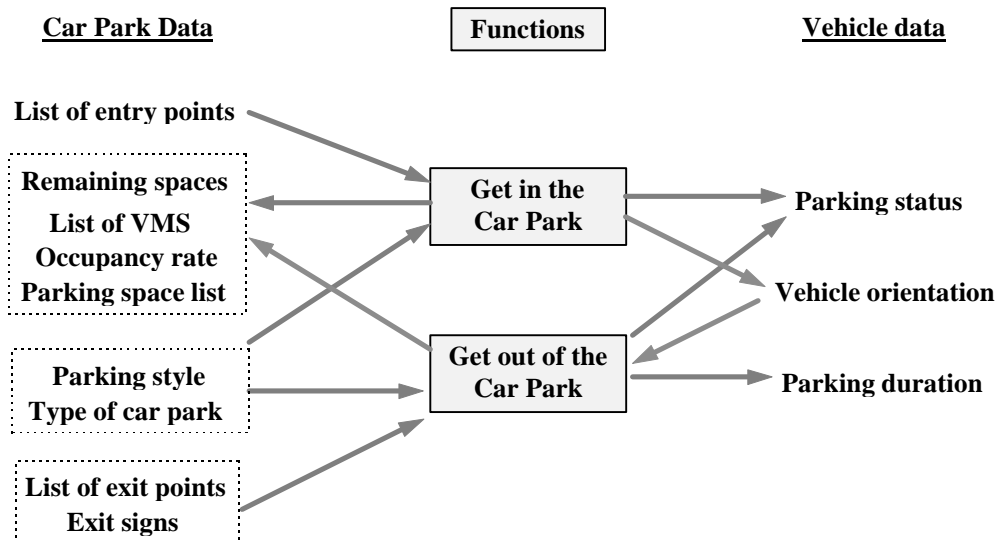 Car Park Data
Functions
Vehicle data
List of entry points
Remaining spaces
List of VMS
Occupancy rate
Parking space list
Parking style
Type of car park
List of exit points
Exit signs
Get in the
Car Park
Get out of the
Car Park
Parking status
Vehicle orientation
Parking duration